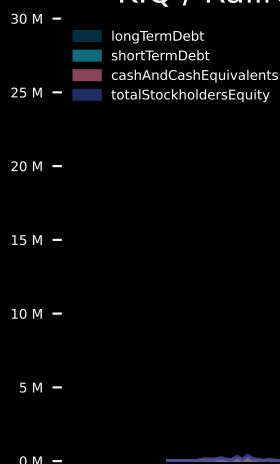 30 M
longTermDebt
shortTermDebt
cashAndCashEquivalents
totalStockholdersEquity
25 M
20 M
15 M
10 M
5 M
0 M